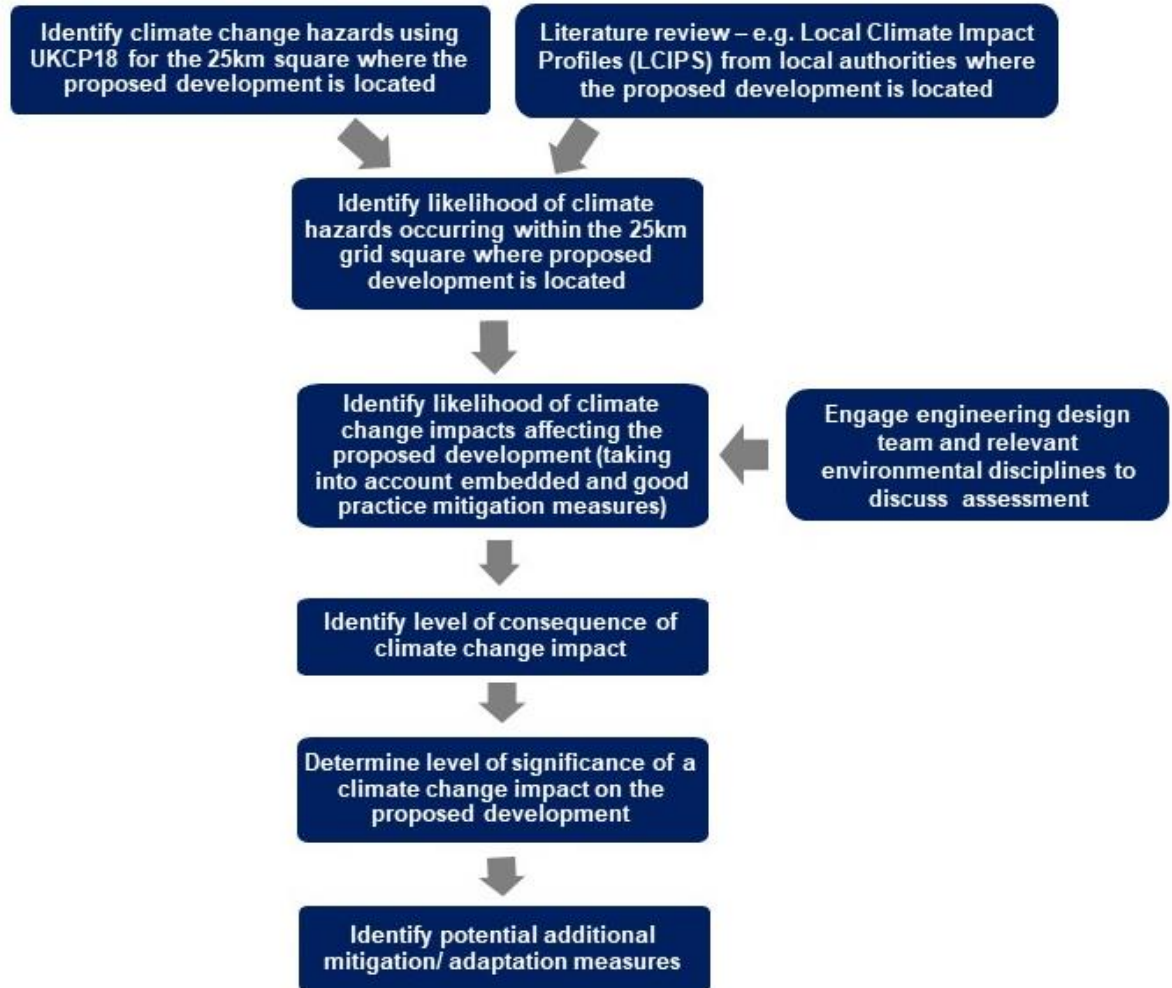 Identify climate change hazards using
UKCP18 for the 25km square where the
proposed development is located
Literature review – e.g. Local Climate Impact
Profiles (LCIPS) from local authorities where
the proposed development is located
Identify likelihood of climate
hazards occurring within the 25km
grid square where proposed
development is located
Identify likelihood of climate
change impacts affecting the
proposed development (taking
into account embedded and good
practice mitigation measures)
Engage engineering design
team and relevant
environmental disciplines to
discuss assessment
Identify level of consequence of
climate change impact
Determine level of significance of a
climate change impact on the
proposed development
Identify potential additional
mitigation/ adaptation measures